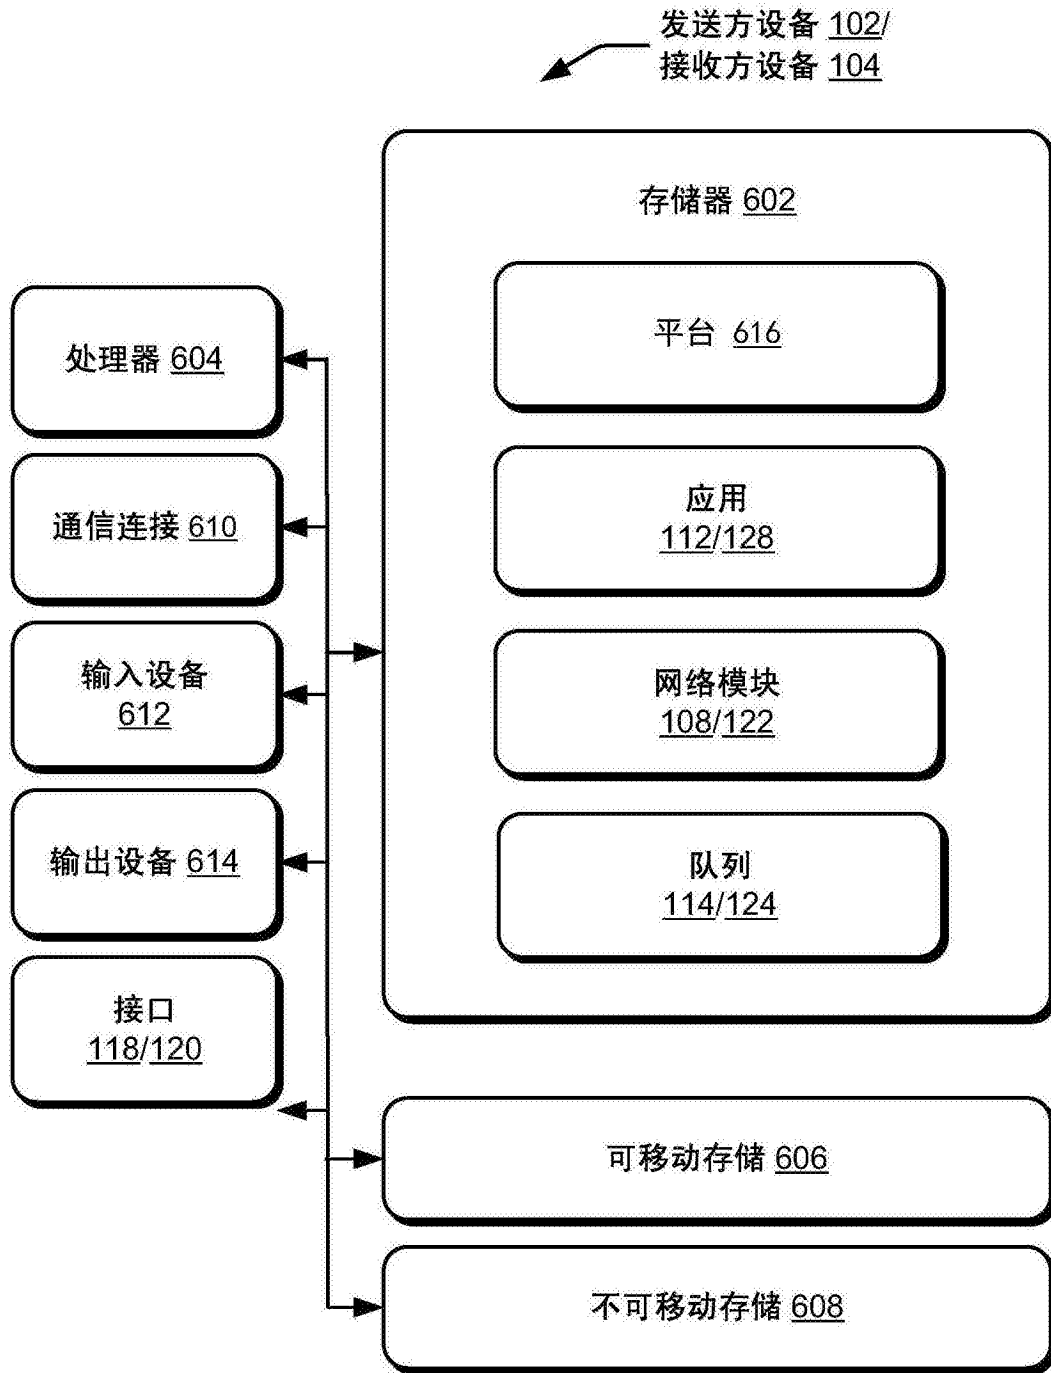 发送方设备 102/
接收方设备 104
存储器 602
平台 616
应用
112/128
网络模块
108/122
队列
114/124
处理器 604
通信连接 610
输入设备
612
输出设备 614
接口
118/120
可移动存储 606
不可移动存储 608